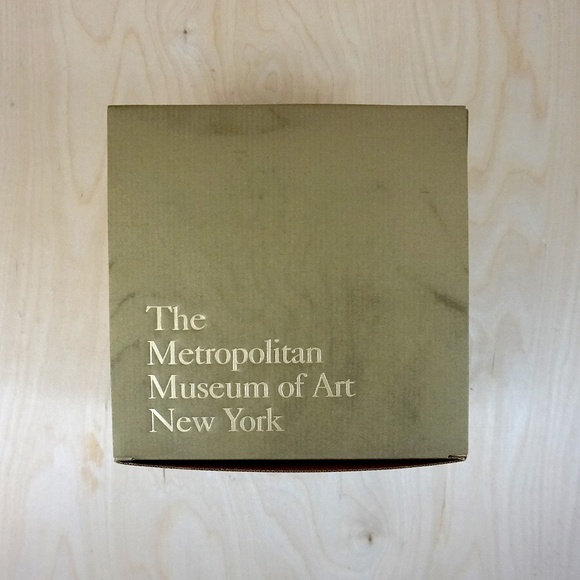 The
Metropolitan
Museum of Art
New York